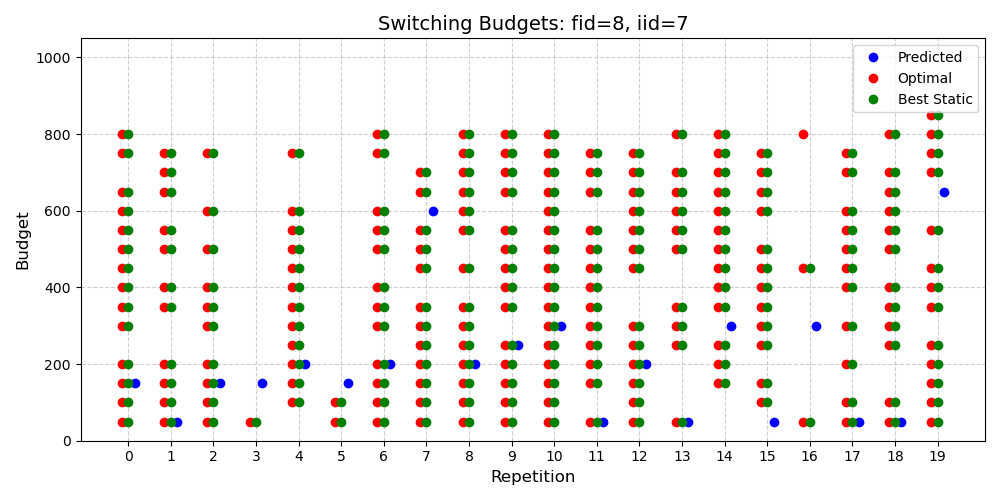 Switching Budgets: fid=8, iid=7
Predicted
Optimal
Best Static
1000
800
600
400
200
0
Budget
0 1 2 3 4 5 6 7 8 9 10 11 12 13 14 15 16 17 18 19
Repetition